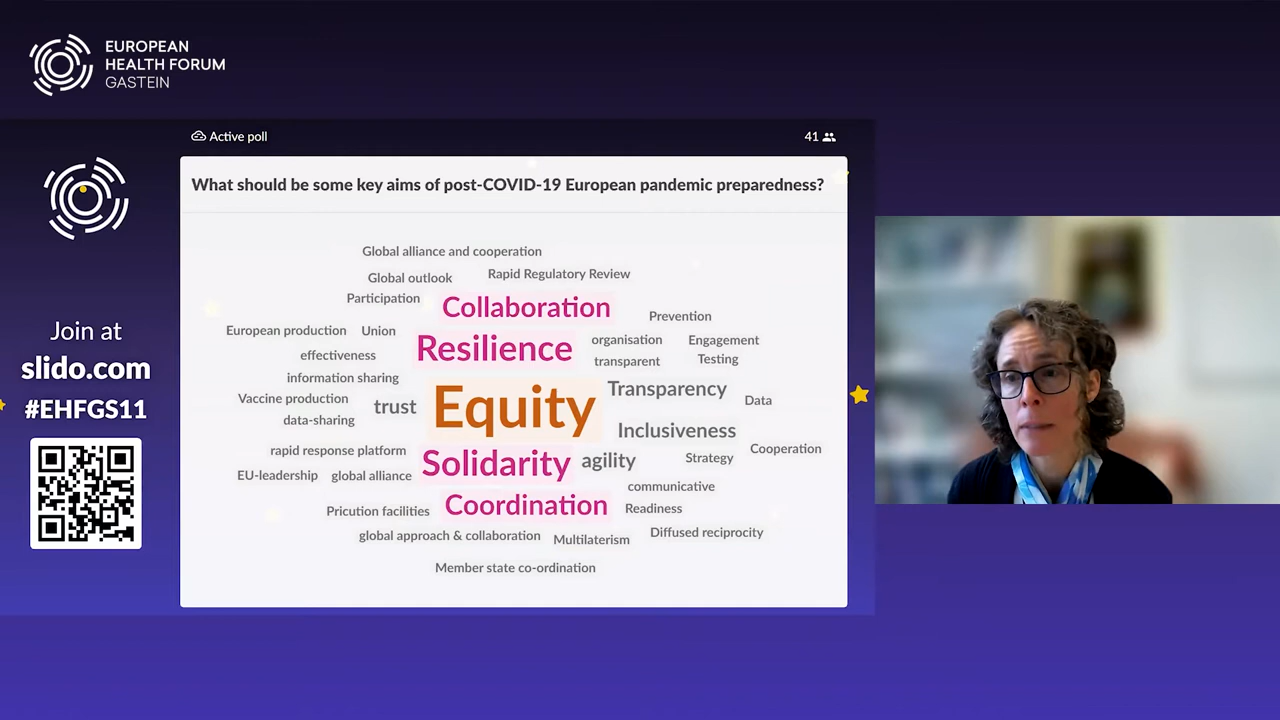 EUROPEAN
HEALTH FORUM
GASTEIN
Active poll
41
What should be some key aims of post-COVID-19 European pandemic preparedness?
Global alliance and cooperation
Global outlook
Rapid Regulatory Review
Participation
Collaboration
Prevention
European production
Union
Resilience
organisation
Engagement
effectiveness
transparent
Testing
information sharing
Vaccine production
trust
Equity
Transparency
Data
data-sharing
Inclusiveness
rapid response platform
Solidarity
agility
Strategy
Cooperation
EU-leadership
global alliance
communicative
Pricution facilities
Coordination
Readiness
global approach & collaboration
Multilaterism
Diffused reciprocity
Member state co-ordination
Join at
slido.com
#EHFGS11